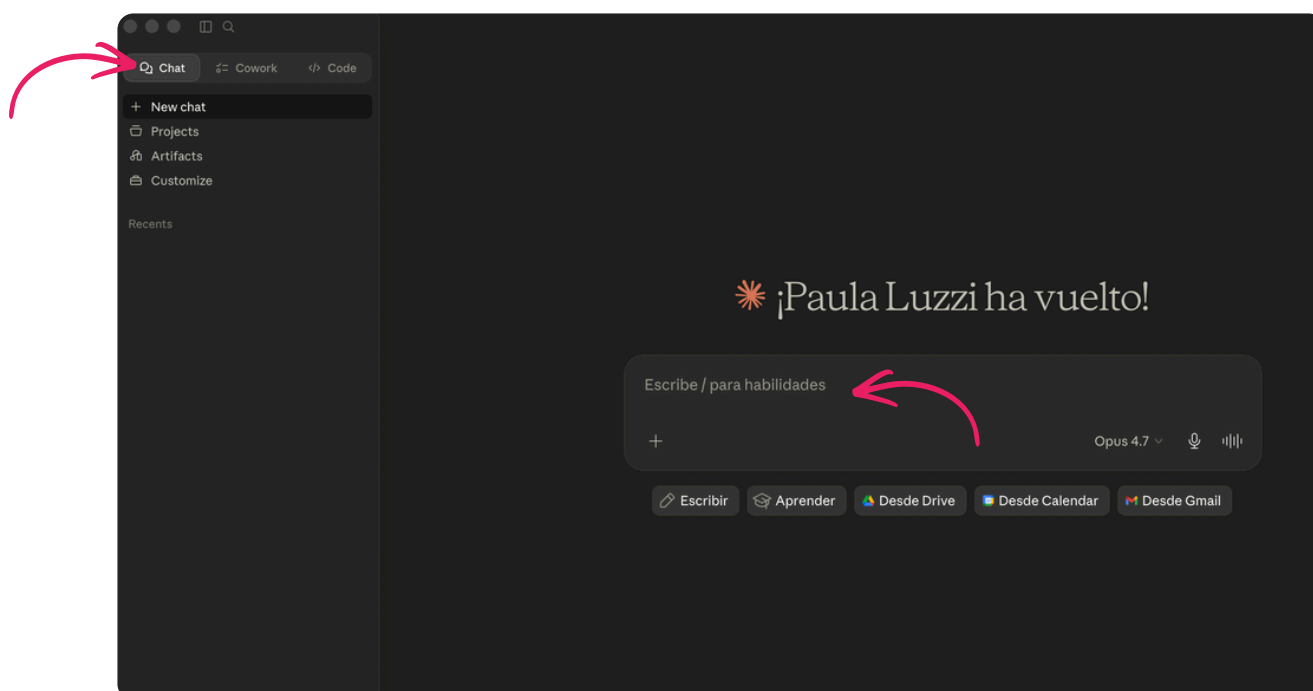 Chat Cowork Code
New chat
Projects
Artifacts
Customize
Recents
¡Paula Luzzi ha vuelto!
Escribe / para habilidades
Opus 4.7
Escribir Aprender Desde Drive Desde Calendar Desde Gmail